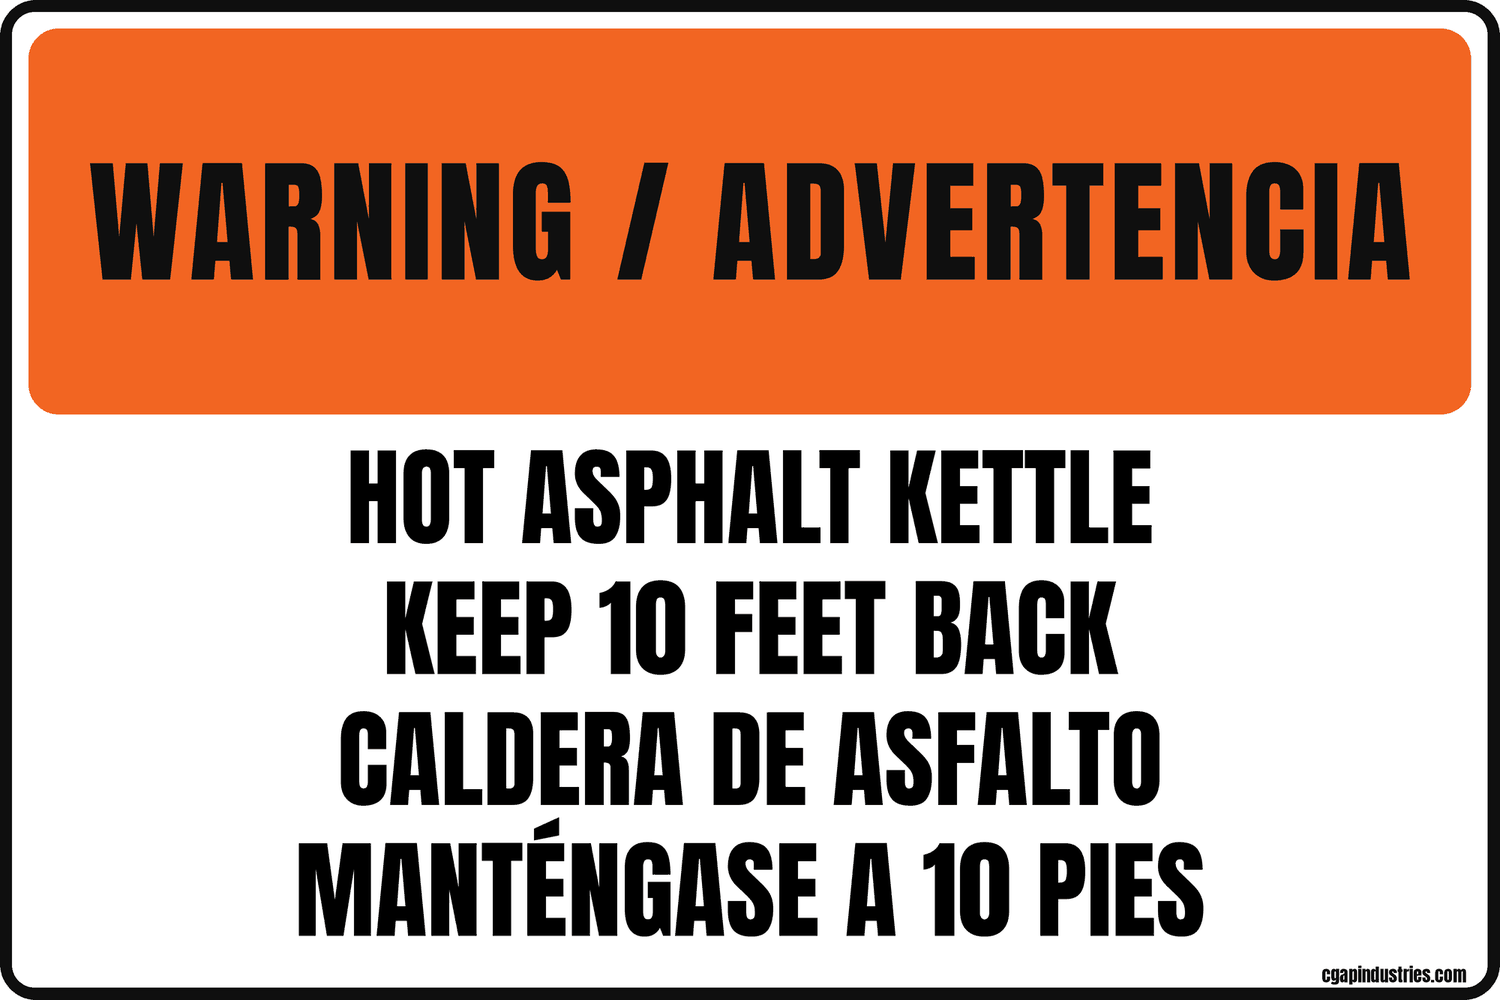 WARNING / ADVERTENCIA
HOT ASPHALT KETTLE
KEEP 10 FEET BACK
CALDERA DE ASFALTO
MANTÉNGASE A 10 PIES
cgapindustries.com